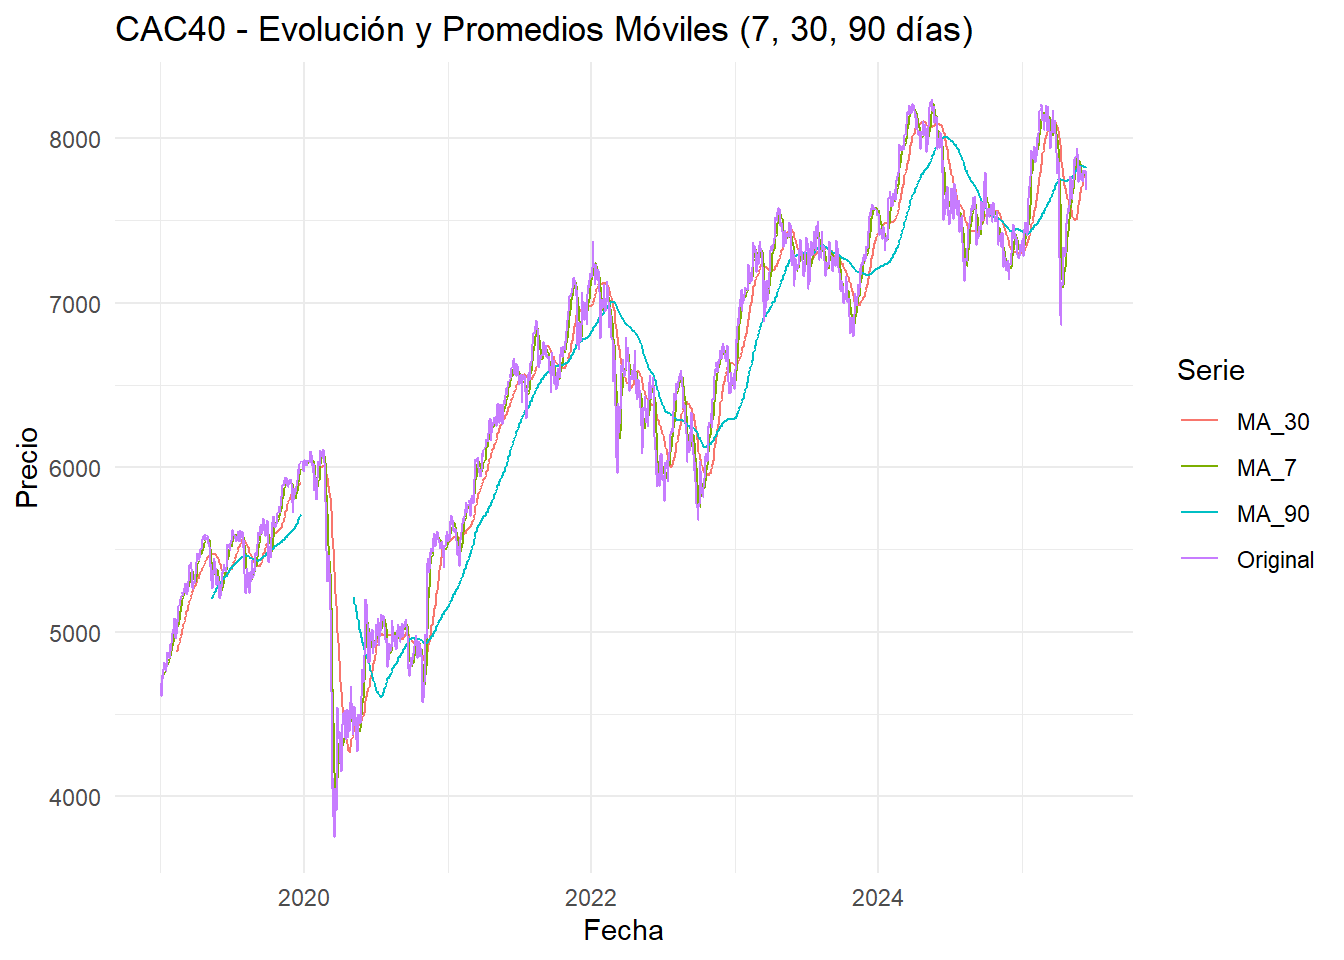 CAC40 - Evolución y Promedios Móviles (7, 30, 90 días)
Precio
8000
7000
6000
5000
4000
2020
2022
2024
Fecha
Serie
MA_30
MA_7
MA_90
Original